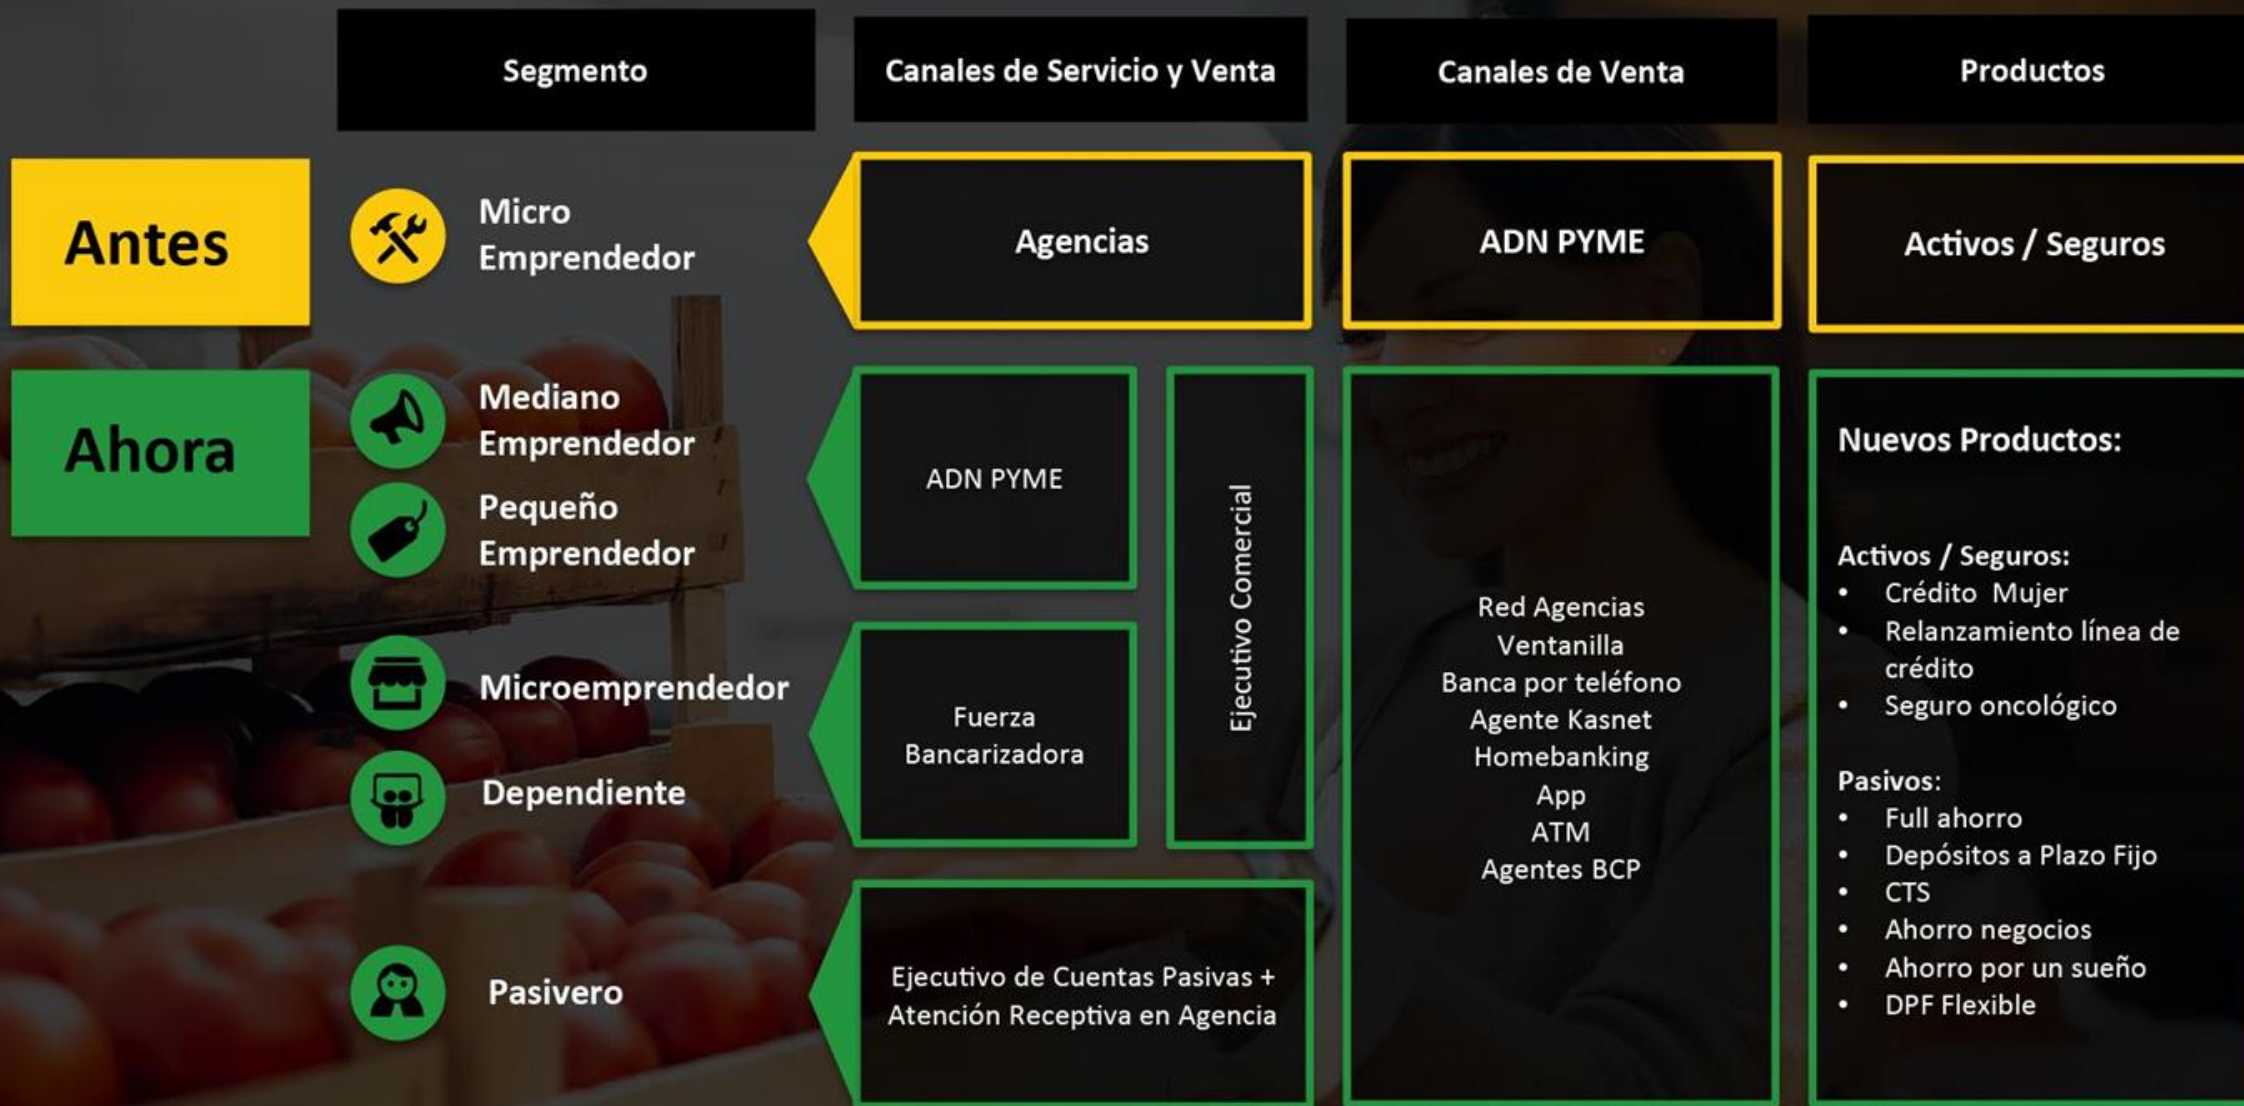 Segmento
Canales de Servicio y Venta
Canales de Venta
Productos
Antes
Micro
Emprendedor
Agencias
ADN PYME
Activos / Seguros
Ahora
Mediano
Emprendedor
Pequeño
Emprendedor
Microemprendedor
Dependiente
Pasivero
ADN PYME
Fuerza
Bancarizadora
Ejecutivo Comercial
Ejecutivo de Cuentas Pasivas +
Atención Receptiva en Agencia
Red Agencias
Ventanilla
Banca por teléfono
Agente Kasnet
Homebanking
App
ATM
Agentes BCP
Nuevos Productos:
Activos / Seguros:
• Crédito Mujer
• Relanzamiento línea de
crédito
• Seguro oncológico
Pasivos:
• Full ahorro
• Depósitos a Plazo Fijo
• CTS
• Ahorro negocios
• Ahorro por un sueño
• DPF Flexible